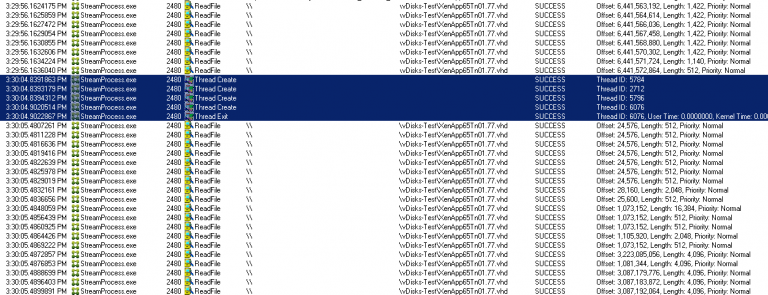 3:29:56.1624175 PM StreamProcess.exe 2480 ReadFile \\ \vDisks-Test\XenApp65Tn01.77.vhd SUCCESS Offset: 6,441,563,192, Length: 1,422, Priority: Normal
3:29:56.1625859 PM StreamProcess.exe 2480 ReadFile \\ \vDisks-Test\XenApp65Tn01.77.vhd SUCCESS Offset: 6,441,564,614, Length: 1,422, Priority: Normal
3:29:56.1627472 PM StreamProcess.exe 2480 ReadFile \\ \vDisks-Test\XenApp65Tn01.77.vhd SUCCESS Offset: 6,441,566,036, Length: 1,422, Priority: Normal
3:29:56.1629054 PM StreamProcess.exe 2480 ReadFile \\ \vDisks-Test\XenApp65Tn01.77.vhd SUCCESS Offset: 6,441,567,458, Length: 1,422, Priority: Normal
3:29:56.1630855 PM StreamProcess.exe 2480 ReadFile \\ \vDisks-Test\XenApp65Tn01.77.vhd SUCCESS Offset: 6,441,568,880, Length: 1,422, Priority: Normal
3:29:56.1632606 PM StreamProcess.exe 2480 ReadFile \\ \vDisks-Test\XenApp65Tn01.77.vhd SUCCESS Offset: 6,441,570,302, Length: 1,422, Priority: Normal
3:29:56.1634224 PM StreamProcess.exe 2480 ReadFile \\ \vDisks-Test\XenApp65Tn01.77.vhd SUCCESS Offset: 6,441,571,724, Length: 1,140, Priority: Normal
3:29:56.1636040 PM StreamProcess.exe 2480 ReadFile \\ \vDisks-Test\XenApp65Tn01.77.vhd SUCCESS Offset: 6,441,572,864, Length: 512, Priority: Normal
3:30:04.8391863 PM StreamProcess.exe 2480 Thread Create SUCCESS Thread ID: 5784
3:30:04.8393179 PM StreamProcess.exe 2480 Thread Create SUCCESS Thread ID: 2712
3:30:04.8394312 PM StreamProcess.exe 2480 Thread Create SUCCESS Thread ID: 5796
3:30:04.9020514 PM StreamProcess.exe 2480 Thread Create SUCCESS Thread ID: 6076
3:30:04.9022867 PM StreamProcess.exe 2480 Thread Exit SUCCESS Thread ID: 6076, User Time: 0.0000000, Kernel Time: 0.000
3:30:05.4807261 PM StreamProcess.exe 2480 ReadFile \\ \vDisks-Test\XenApp65Tn01.77.vhd SUCCESS Offset: 24,576, Length: 512, Priority: Normal
3:30:05.4811228 PM StreamProcess.exe 2480 ReadFile \\ \vDisks-Test\XenApp65Tn01.77.vhd SUCCESS Offset: 24,576, Length: 512, Priority: Normal
3:30:05.4816636 PM StreamProcess.exe 2480 ReadFile \\ \vDisks-Test\XenApp65Tn01.77.vhd SUCCESS Offset: 24,576, Length: 512, Priority: Normal
3:30:05.4819416 PM StreamProcess.exe 2480 ReadFile \\ \vDisks-Test\XenApp65Tn01.77.vhd SUCCESS Offset: 24,576, Length: 512, Priority: Normal
3:30:05.4822639 PM StreamProcess.exe 2480 ReadFile \\ \vDisks-Test\XenApp65Tn01.77.vhd SUCCESS Offset: 24,576, Length: 512, Priority: Normal
3:30:05.4825978 PM StreamProcess.exe 2480 ReadFile \\ \vDisks-Test\XenApp65Tn01.77.vhd SUCCESS Offset: 24,576, Length: 512, Priority: Normal
3:30:05.4829019 PM StreamProcess.exe 2480 ReadFile \\ \vDisks-Test\XenApp65Tn01.77.vhd SUCCESS Offset: 24,576, Length: 512, Priority: Normal
3:30:05.4832161 PM StreamProcess.exe 2480 ReadFile \\ \vDisks-Test\XenApp65Tn01.77.vhd SUCCESS Offset: 28,160, Length: 2,048, Priority: Normal
3:30:05.4836656 PM StreamProcess.exe 2480 ReadFile \\ \vDisks-Test\XenApp65Tn01.77.vhd SUCCESS Offset: 25,600, Length: 512, Priority: Normal
3:30:05.4848059 PM StreamProcess.exe 2480 ReadFile \\ \vDisks-Test\XenApp65Tn01.77.vhd SUCCESS Offset: 1,073,152, Length: 16,384, Priority: Normal
3:30:05.4856439 PM StreamProcess.exe 2480 ReadFile \\ \vDisks-Test\XenApp65Tn01.77.vhd SUCCESS Offset: 1,073,152, Length: 512, Priority: Normal
3:30:05.4860925 PM StreamProcess.exe 2480 ReadFile \\ \vDisks-Test\XenApp65Tn01.77.vhd SUCCESS Offset: 1,073,152, Length: 512, Priority: Normal
3:30:05.4864426 PM StreamProcess.exe 2480 ReadFile \\ \vDisks-Test\XenApp65Tn01.77.vhd SUCCESS Offset: 1,105,920, Length: 2,048, Priority: Normal
3:30:05.4869222 PM StreamProcess.exe 2480 ReadFile \\ \vDisks-Test\XenApp65Tn01.77.vhd SUCCESS Offset: 1,073,152, Length: 512, Priority: Normal
3:30:05.4872857 PM StreamProcess.exe 2480 ReadFile \\ \vDisks-Test\XenApp65Tn01.77.vhd SUCCESS Offset: 3,223,085,056, Length: 4,096, Priority: Normal
3:30:05.4876853 PM StreamProcess.exe 2480 ReadFile \\ \vDisks-Test\XenApp65Tn01.77.vhd SUCCESS Offset: 1,081,344, Length: 4,096, Priority: Normal
3:30:05.4888699 PM StreamProcess.exe 2480 ReadFile \\ \vDisks-Test\XenApp65Tn01.77.vhd SUCCESS Offset: 3,087,179,776, Length: 4,096, Priority: Normal
3:30:05.4896403 PM StreamProcess.exe 2480 ReadFile \\ \vDisks-Test\XenApp65Tn01.77.vhd SUCCESS Offset: 3,087,183,872, Length: 4,096, Priority: Normal
3:30:05.4899891 PM StreamProcess.exe 2480 ReadFile \\ \vDisks-Test\XenApp65Tn01.77.vhd SUCCESS Offset: 3,087,192,064, Length: 4,096, Priority: Normal